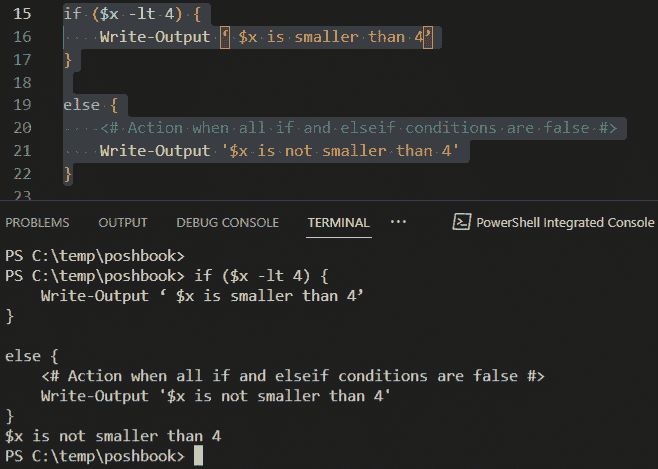 15 if ($x -lt 4) {
16     Write-Output ‘ $x is smaller than 4’
17 }
18
19 else {
20     <# Action when all if and elseif conditions are false #>
21     Write-Output '$x is not smaller than 4'
22 }
23
PROBLEMS OUTPUT DEBUG CONSOLE TERMINAL ··· PowerShell Integrated Console
PS C:\temp\poshbook>
PS C:\temp\poshbook> if ($x -lt 4) {
    Write-Output ‘ $x is smaller than 4’
}

else {
    <# Action when all if and elseif conditions are false #>
    Write-Output '$x is not smaller than 4'
}
$x is not smaller than 4
PS C:\temp\poshbook>